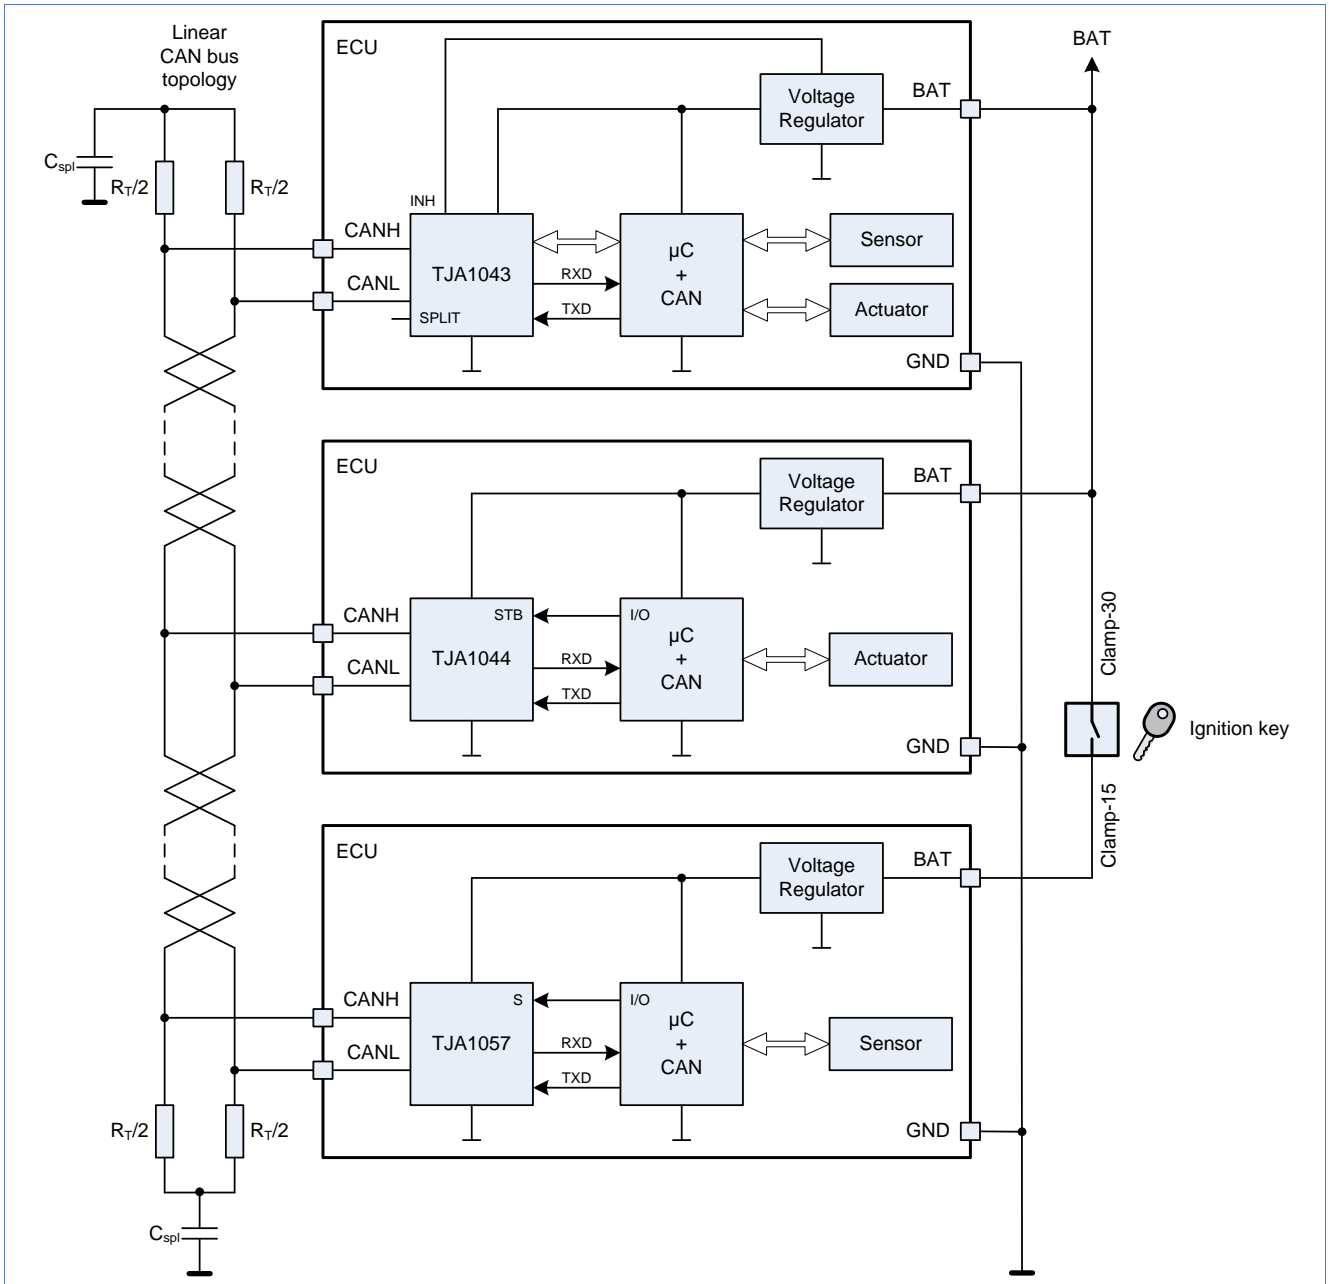 Linear
CAN bus
topology
C_spl
R_T/2
R_T/2
ECU
Voltage
Regulator
BAT
BAT
INH
CANH
CANL
TJA1043
SPLIT
RXD
TXD
µC
+
CAN
Sensor
Actuator
GND
ECU
Voltage
Regulator
BAT
CANH
CANL
TJA1044
STB
I/O
RXD
TXD
µC
+
CAN
Actuator
GND
Clamp-30
Ignition key
Clamp-15
ECU
Voltage
Regulator
BAT
CANH
CANL
TJA1057
S
I/O
RXD
TXD
µC
+
CAN
Sensor
GND
R_T/2
R_T/2
C_spl